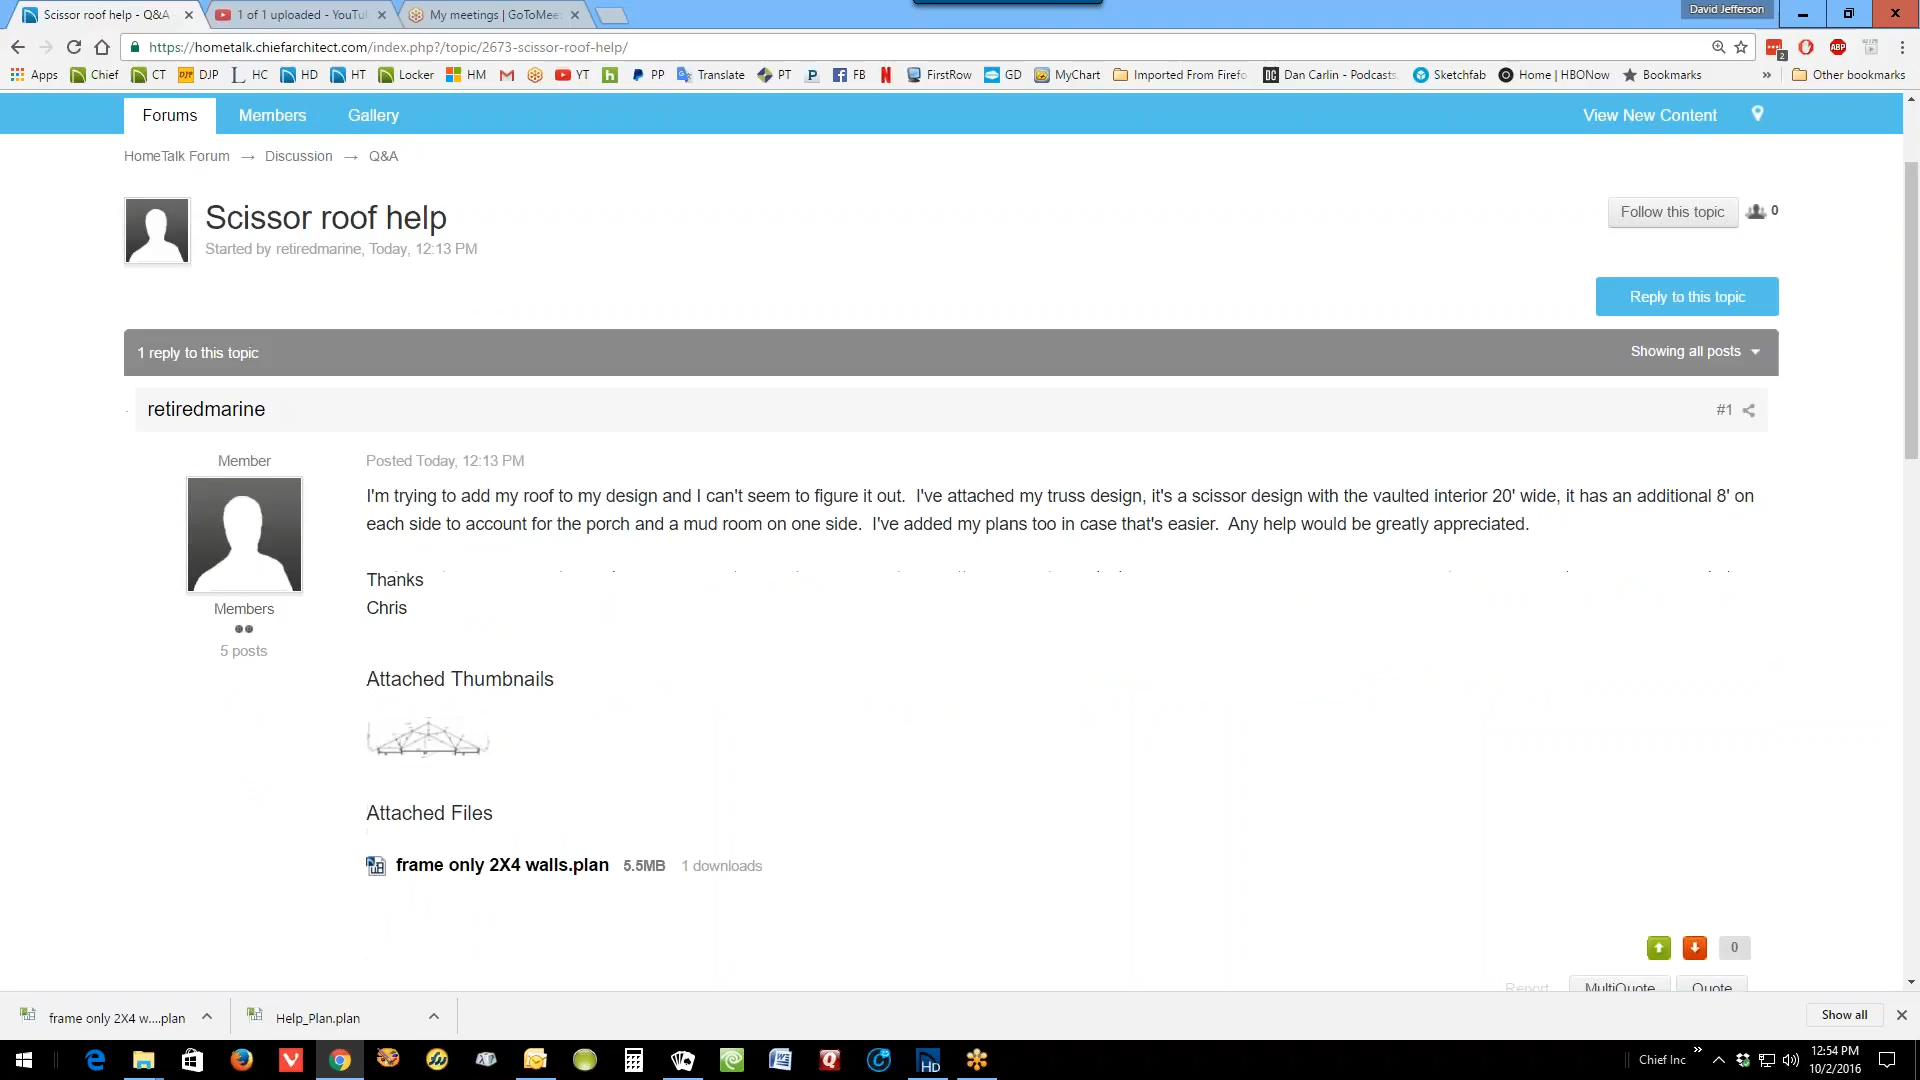 Scissor roof help - Q&A
1 of 1 uploaded - YouTu
My meetings | GoToMee
David Jefferson
https://hometalk.chiefarchitect.com/index.php?/topic/2673-scissor-roof-help/
Apps Chief CT DJP HC HD HT Locker HM YT PP Translate PT FB FirstRow GD MyChart Imported From Firefo Dan Carlin - Podcasts Sketchfab Home | HBONow Bookmarks » Other bookmarks
Forums Members Gallery View New Content
HomeTalk Forum → Discussion → Q&A
Scissor roof help
Started by retiredmarine, Today, 12:13 PM
Follow this topic 0
Reply to this topic
1 reply to this topic Showing all posts
retiredmarine #1
Member
Posted Today, 12:13 PM
I'm trying to add my roof to my design and I can't seem to figure it out.  I've attached my truss design, it's a scissor design with the vaulted interior 20' wide, it has an additional 8' on
each side to account for the porch and a mud room on one side.  I've added my plans too in case that's easier.  Any help would be greatly appreciated.
Thanks
Chris
Members
5 posts
Attached Thumbnails
Attached Files
frame only 2X4 walls.plan 5.5MB 1 downloads
0
Report MultiQuote Quote
frame only 2X4 w....plan Help_Plan.plan Show all
Chief Inc » 12:54 PM
10/2/2016